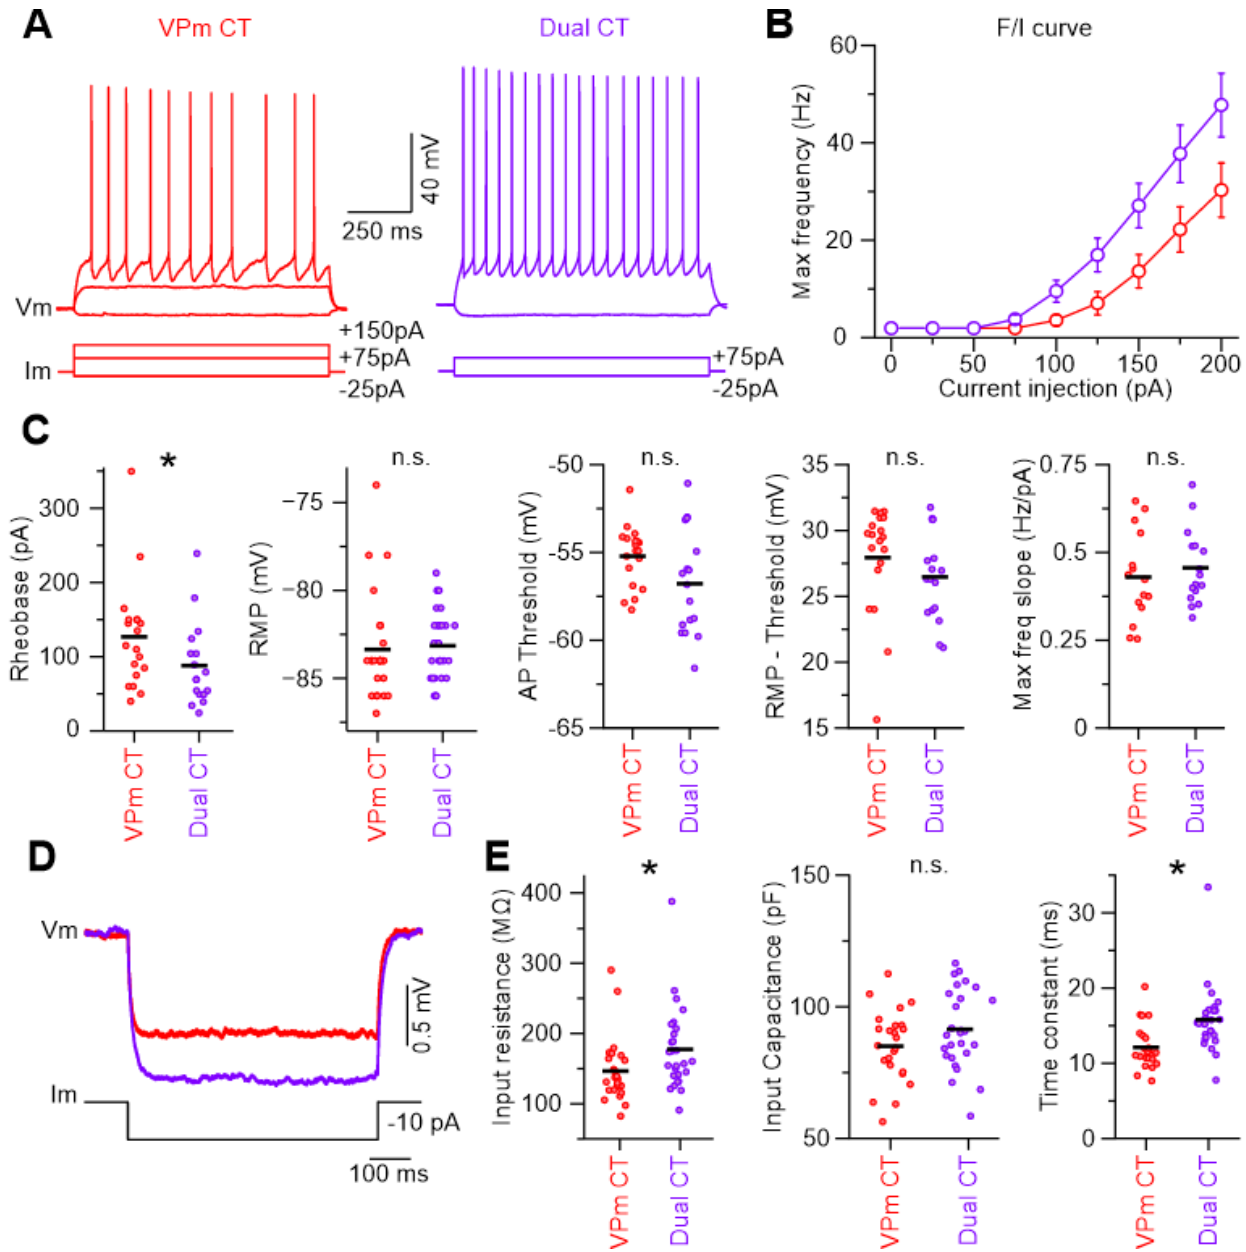 A
VPm CT
Dual CT
40 mV
250 ms
Vm
+150pA
+75pA
-25pA
Im
+75pA
-25pA
B
F/I curve
Max frequency (Hz)
60
40
20
0
0 50 100 150 200
Current injection (pA)
C
*
Rheobase (pA)
300
200
100
0
VPm CT
Dual CT
n.s.
RMP (mV)
−75
−80
−85
VPm CT
Dual CT
n.s.
AP Threshold (mV)
-50
-55
-60
-65
VPm CT
Dual CT
n.s.
RMP - Threshold (mV)
35
30
25
20
15
VPm CT
Dual CT
n.s.
Max freq slope (Hz/pA)
0.75
0.5
0.25
0
VPm CT
Dual CT
D
Vm
0.5 mV
Im
-10 pA
100 ms
E
*
Input resistance (MΩ)
400
300
200
100
VPm CT
Dual CT
n.s.
Input Capacitance (pF)
150
100
50
VPm CT
Dual CT
*
Time constant (ms)
30
20
10
0
VPm CT
Dual CT